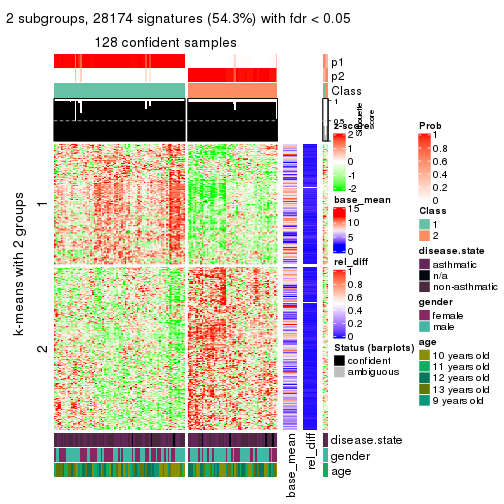 2 subgroups, 28174 signatures (54.3%) with fdr < 0.05
128 confident samples
p1
p2
Class
1
0.5
Silhouette
score
k-means with 2 groups
1
2
z-score
2
1
0
-1
-2
base_mean
15
10
5
0
rel_diff
1
0.8
0.6
0.4
0.2
0
Status (barplots)
confident
ambiguous
Prob
1
0.8
0.6
0.4
0.2
0
Class
1
2
disease.state
asthmatic
n/a
non-asthmatic
gender
female
male
age
10 years old
11 years old
12 years old
13 years old
9 years old
disease.state
gender
age
base_mean
rel_diff